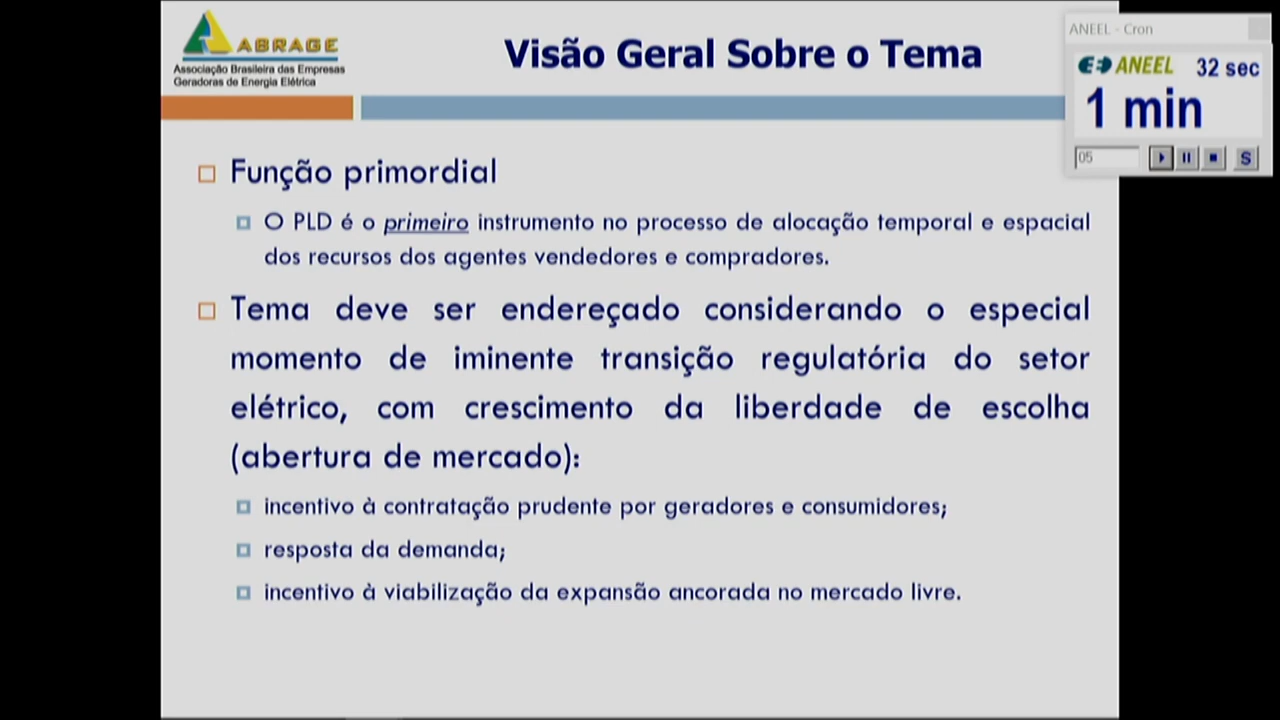 ABRAGE
Associação Brasileira das Empresas
Geradoras de Energia Elétrica
Visão Geral Sobre o Tema
ANEEL - Cron
ANEEL 32 sec
1 min
05
S
Função primordial
O PLD é o primeiro instrumento no processo de alocação temporal e espacial
dos recursos dos agentes vendedores e compradores.
Tema deve ser endereçado considerando o especial
momento de iminente transição regulatória do setor
elétrico, com crescimento da liberdade de escolha
(abertura de mercado):
incentivo à contratação prudente por geradores e consumidores;
resposta da demanda;
incentivo à viabilização da expansão ancorada no mercado livre.